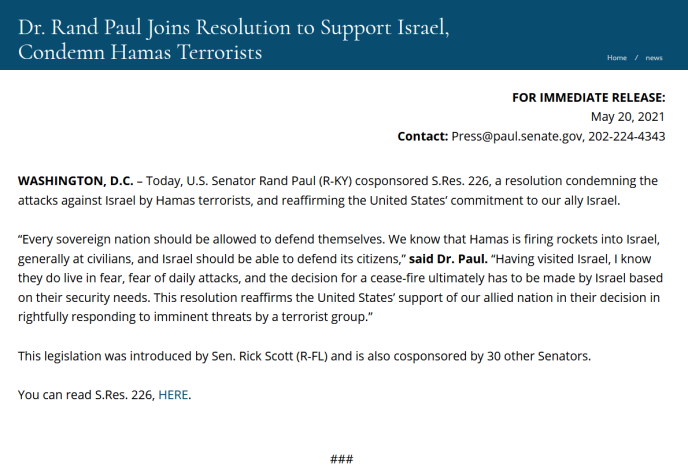 Dr. Rand Paul Joins Resolution to Support Israel,
Condemn Hamas Terrorists
Home / news
FOR IMMEDIATE RELEASE:
May 20, 2021
Contact: Press@paul.senate.gov, 202-224-4343
WASHINGTON, D.C. – Today, U.S. Senator Rand Paul (R-KY) cosponsored S.Res. 226, a resolution condemning the
attacks against Israel by Hamas terrorists, and reaffirming the United States’ commitment to our ally Israel.
“Every sovereign nation should be allowed to defend themselves. We know that Hamas is firing rockets into Israel,
generally at civilians, and Israel should be able to defend its citizens,” said Dr. Paul. “Having visited Israel, I know
they do live in fear, fear of daily attacks, and the decision for a cease-fire ultimately has to be made by Israel based
on their security needs. This resolution reaffirms the United States’ support of our allied nation in their decision in
rightfully responding to imminent threats by a terrorist group.”
This legislation was introduced by Sen. Rick Scott (R-FL) and is also cosponsored by 30 other Senators.
You can read S.Res. 226, HERE.
###